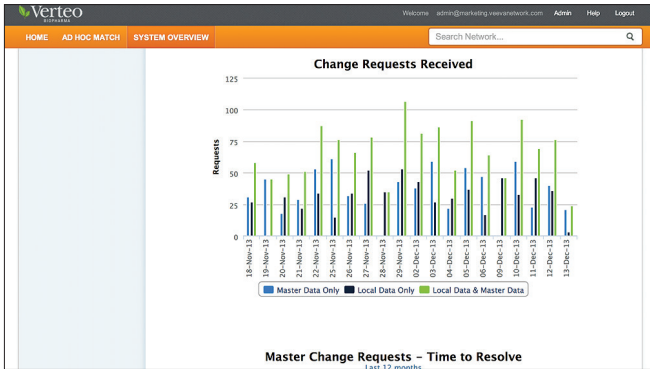 Verteo
BIOPHARMA
Welcome admin@marketing.veevanetwork.com Admin Help Logout
HOME AD HOC MATCH SYSTEM OVERVIEW
Search Network...
Change Requests Received
Requests
125
100
75
50
25
0
18-Nov-13
19-Nov-13
20-Nov-13
21-Nov-13
22-Nov-13
25-Nov-13
26-Nov-13
27-Nov-13
28-Nov-13
29-Nov-13
02-Dec-13
03-Dec-13
04-Dec-13
05-Dec-13
06-Dec-13
09-Dec-13
10-Dec-13
11-Dec-13
12-Dec-13
13-Dec-13
Master Data Only Local Data Only Local Data & Master Data
Master Change Requests - Time to Resolve
Last 12 months